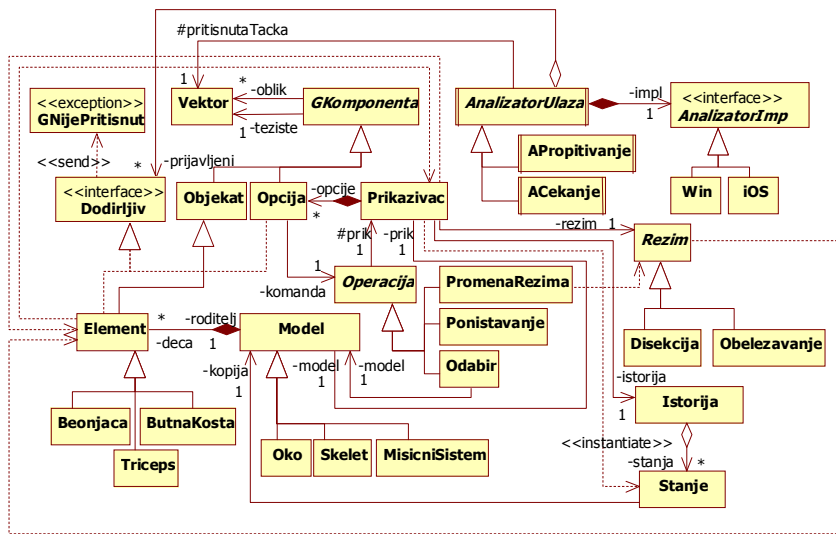 #pritisnutaTacka
<<exception>>
GNijePritisnut
1
Vektor
*
-oblik
1
-teziste
GKomponenta
AnalizatorUlaza
-impl
1
<<interface>>
AnalizatorImp
<<send>>
*
-prijavljeni
APropitivanje
ACekanje
Win
iOS
<<interface>>
Dodirljiv
Objekat
Opcija
-opcije
*
Prikazivac
-rezim
1
Rezim
#prik
1
-prik
1
1
-komanda
Operacija
PromenaRezima
Ponistavanje
Odabir
Disekcija
Obelezavanje
Element
*
-deca
-roditelj
1
Model
-kopija
1
-model
1
-model
1
-istorija
1
Istorija
Beonjaca
ButnaKosta
Triceps
Oko
Skelet
MisicniSistem
<<instantiate>>
-stanja
*
Stanje